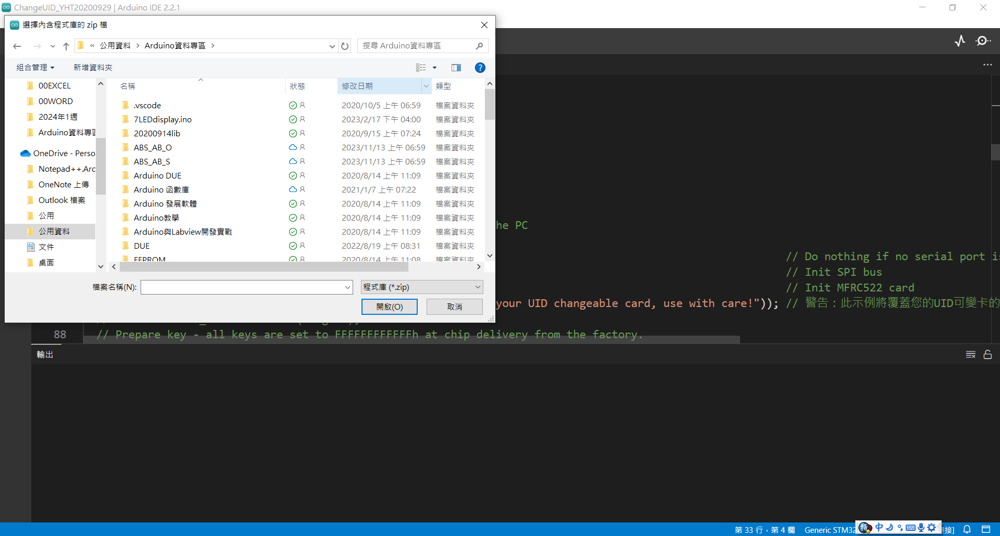 ChangeUID_YHT20200929 | Arduino IDE 2.2.1
選擇內含程式庫的 zip 檔
« 公用資料 › Arduino資料專區 ›
搜尋 Arduino資料專區
組合管理
新增資料夾
00EXCEL
00WORD
2024年1週
Arduino資料專區
OneDrive - Perso
Notepad++.Arc
OneNote 上傳
Outlook 檔案
公用
公用資料
文件
桌面
名稱 狀態 修改日期 類型
.vscode 2020/10/5 上午 06:59 檔案資料夾
7LEDdisplay.ino 2023/2/17 下午 04:00 檔案資料夾
20200914lib 2020/9/15 上午 07:24 檔案資料夾
ABS_AB_O 2023/11/13 上午 06:59 檔案資料夾
ABS_AB_S 2023/11/13 上午 06:59 檔案資料夾
Arduino DUE 2020/8/14 上午 11:09 檔案資料夾
Arduino 函數庫 2021/1/7 上午 07:22 檔案資料夾
Arduino 發展軟體 2020/8/14 上午 11:09 檔案資料夾
Arduino教學 2020/8/14 上午 11:09 檔案資料夾
Arduino與Labview開發實戰 2020/8/14 上午 11:09 檔案資料夾
DUE 2022/8/19 上午 08:31 檔案資料夾
EEPROM 2020/8/14 上午 11:08 檔案資料夾
檔案名稱(N):
程式庫 (*.zip)
開啟(O)
取消
he PC
// Do nothing if no serial port is
// Init SPI bus
// Init MFRC522 card
your UID changeable card, use with care!")); // 警告：此示例將覆蓋您的UID可變卡的
88 // Prepare key - all keys are set to FFFFFFFFFFFFh at chip delivery from the factory.
輸出
第 33 行，第 4 欄 Generic STM32
中
連接]